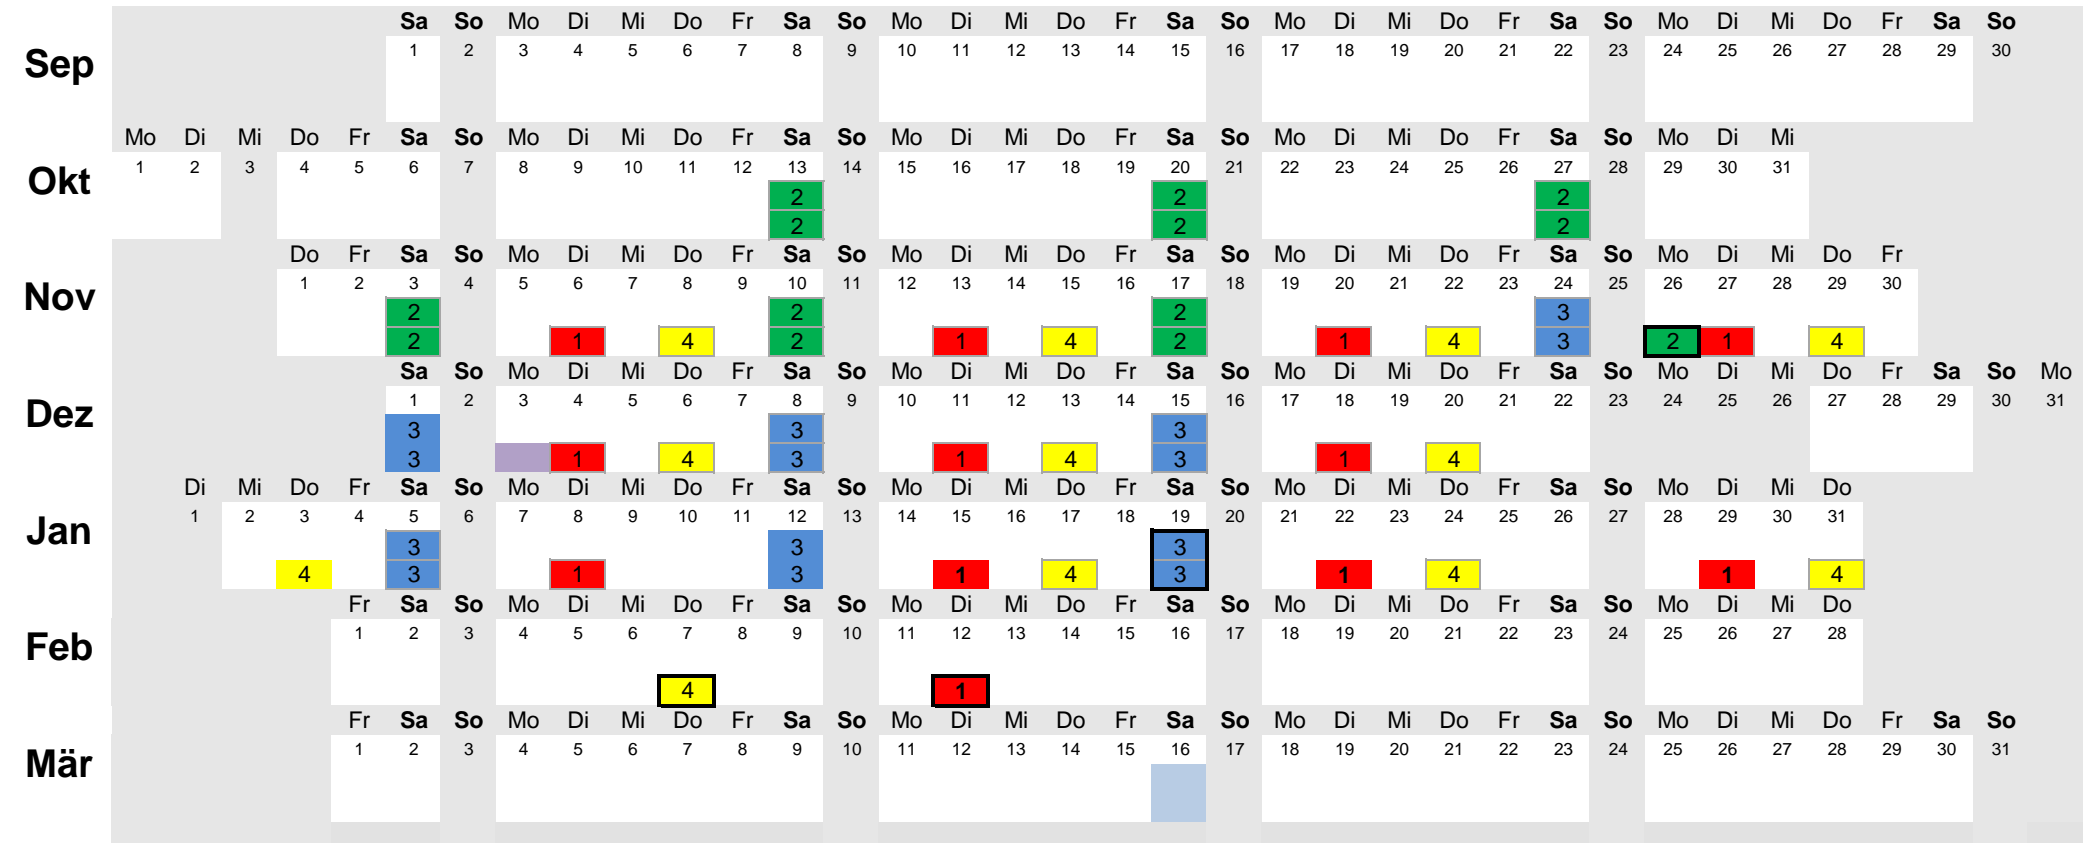 Sa So Mo Di Mi Do Fr Sa So Mo Di Mi Do Fr Sa So Mo Di Mi Do Fr Sa So Mo Di Mi Do Fr Sa So
Sep 1 2 3 4 5 6 7 8 9 10 11 12 13 14 15 16 17 18 19 20 21 22 23 24 25 26 27 28 29 30
Mo Di Mi Do Fr Sa So Mo Di Mi Do Fr Sa So Mo Di Mi Do Fr Sa So Mo Di Mi Do Fr Sa So Mo Di Mi
Okt 1 2 3 4 5 6 7 8 9 10 11 12 13 14 15 16 17 18 19 20 21 22 23 24 25 26 27 28 29 30 31
2 2 2
2 2 2
Do Fr Sa So Mo Di Mi Do Fr Sa So Mo Di Mi Do Fr Sa So Mo Di Mi Do Fr Sa So Mo Di Mi Do Fr
Nov 1 2 3 4 5 6 7 8 9 10 11 12 13 14 15 16 17 18 19 20 21 22 23 24 25 26 27 28 29 30
2 2 2 3
2 1 4 2 1 4 2 1 4 3 2 1 4
Sa So Mo Di Mi Do Fr Sa So Mo Di Mi Do Fr Sa So Mo Di Mi Do Fr Sa So Mo Di Mi Do Fr Sa So Mo
Dez 1 2 3 4 5 6 7 8 9 10 11 12 13 14 15 16 17 18 19 20 21 22 23 24 25 26 27 28 29 30 31
3 3 3
3 1 4 3 1 4 3 1 4
Di Mi Do Fr Sa So Mo Di Mi Do Fr Sa So Mo Di Mi Do Fr Sa So Mo Di Mi Do Fr Sa So Mo Di Mi Do
Jan 1 2 3 4 5 6 7 8 9 10 11 12 13 14 15 16 17 18 19 20 21 22 23 24 25 26 27 28 29 30 31
3 3 3
4 3 1 3 1 4 3 1 4 1 4
Fr Sa So Mo Di Mi Do Fr Sa So Mo Di Mi Do Fr Sa So Mo Di Mi Do Fr Sa So Mo Di Mi Do
Feb 1 2 3 4 5 6 7 8 9 10 11 12 13 14 15 16 17 18 19 20 21 22 23 24 25 26 27 28
4 1
Fr Sa So Mo Di Mi Do Fr Sa So Mo Di Mi Do Fr Sa So Mo Di Mi Do Fr Sa So Mo Di Mi Do Fr Sa So
Mär 1 2 3 4 5 6 7 8 9 10 11 12 13 14 15 16 17 18 19 20 21 22 23 24 25 26 27 28 29 30 31